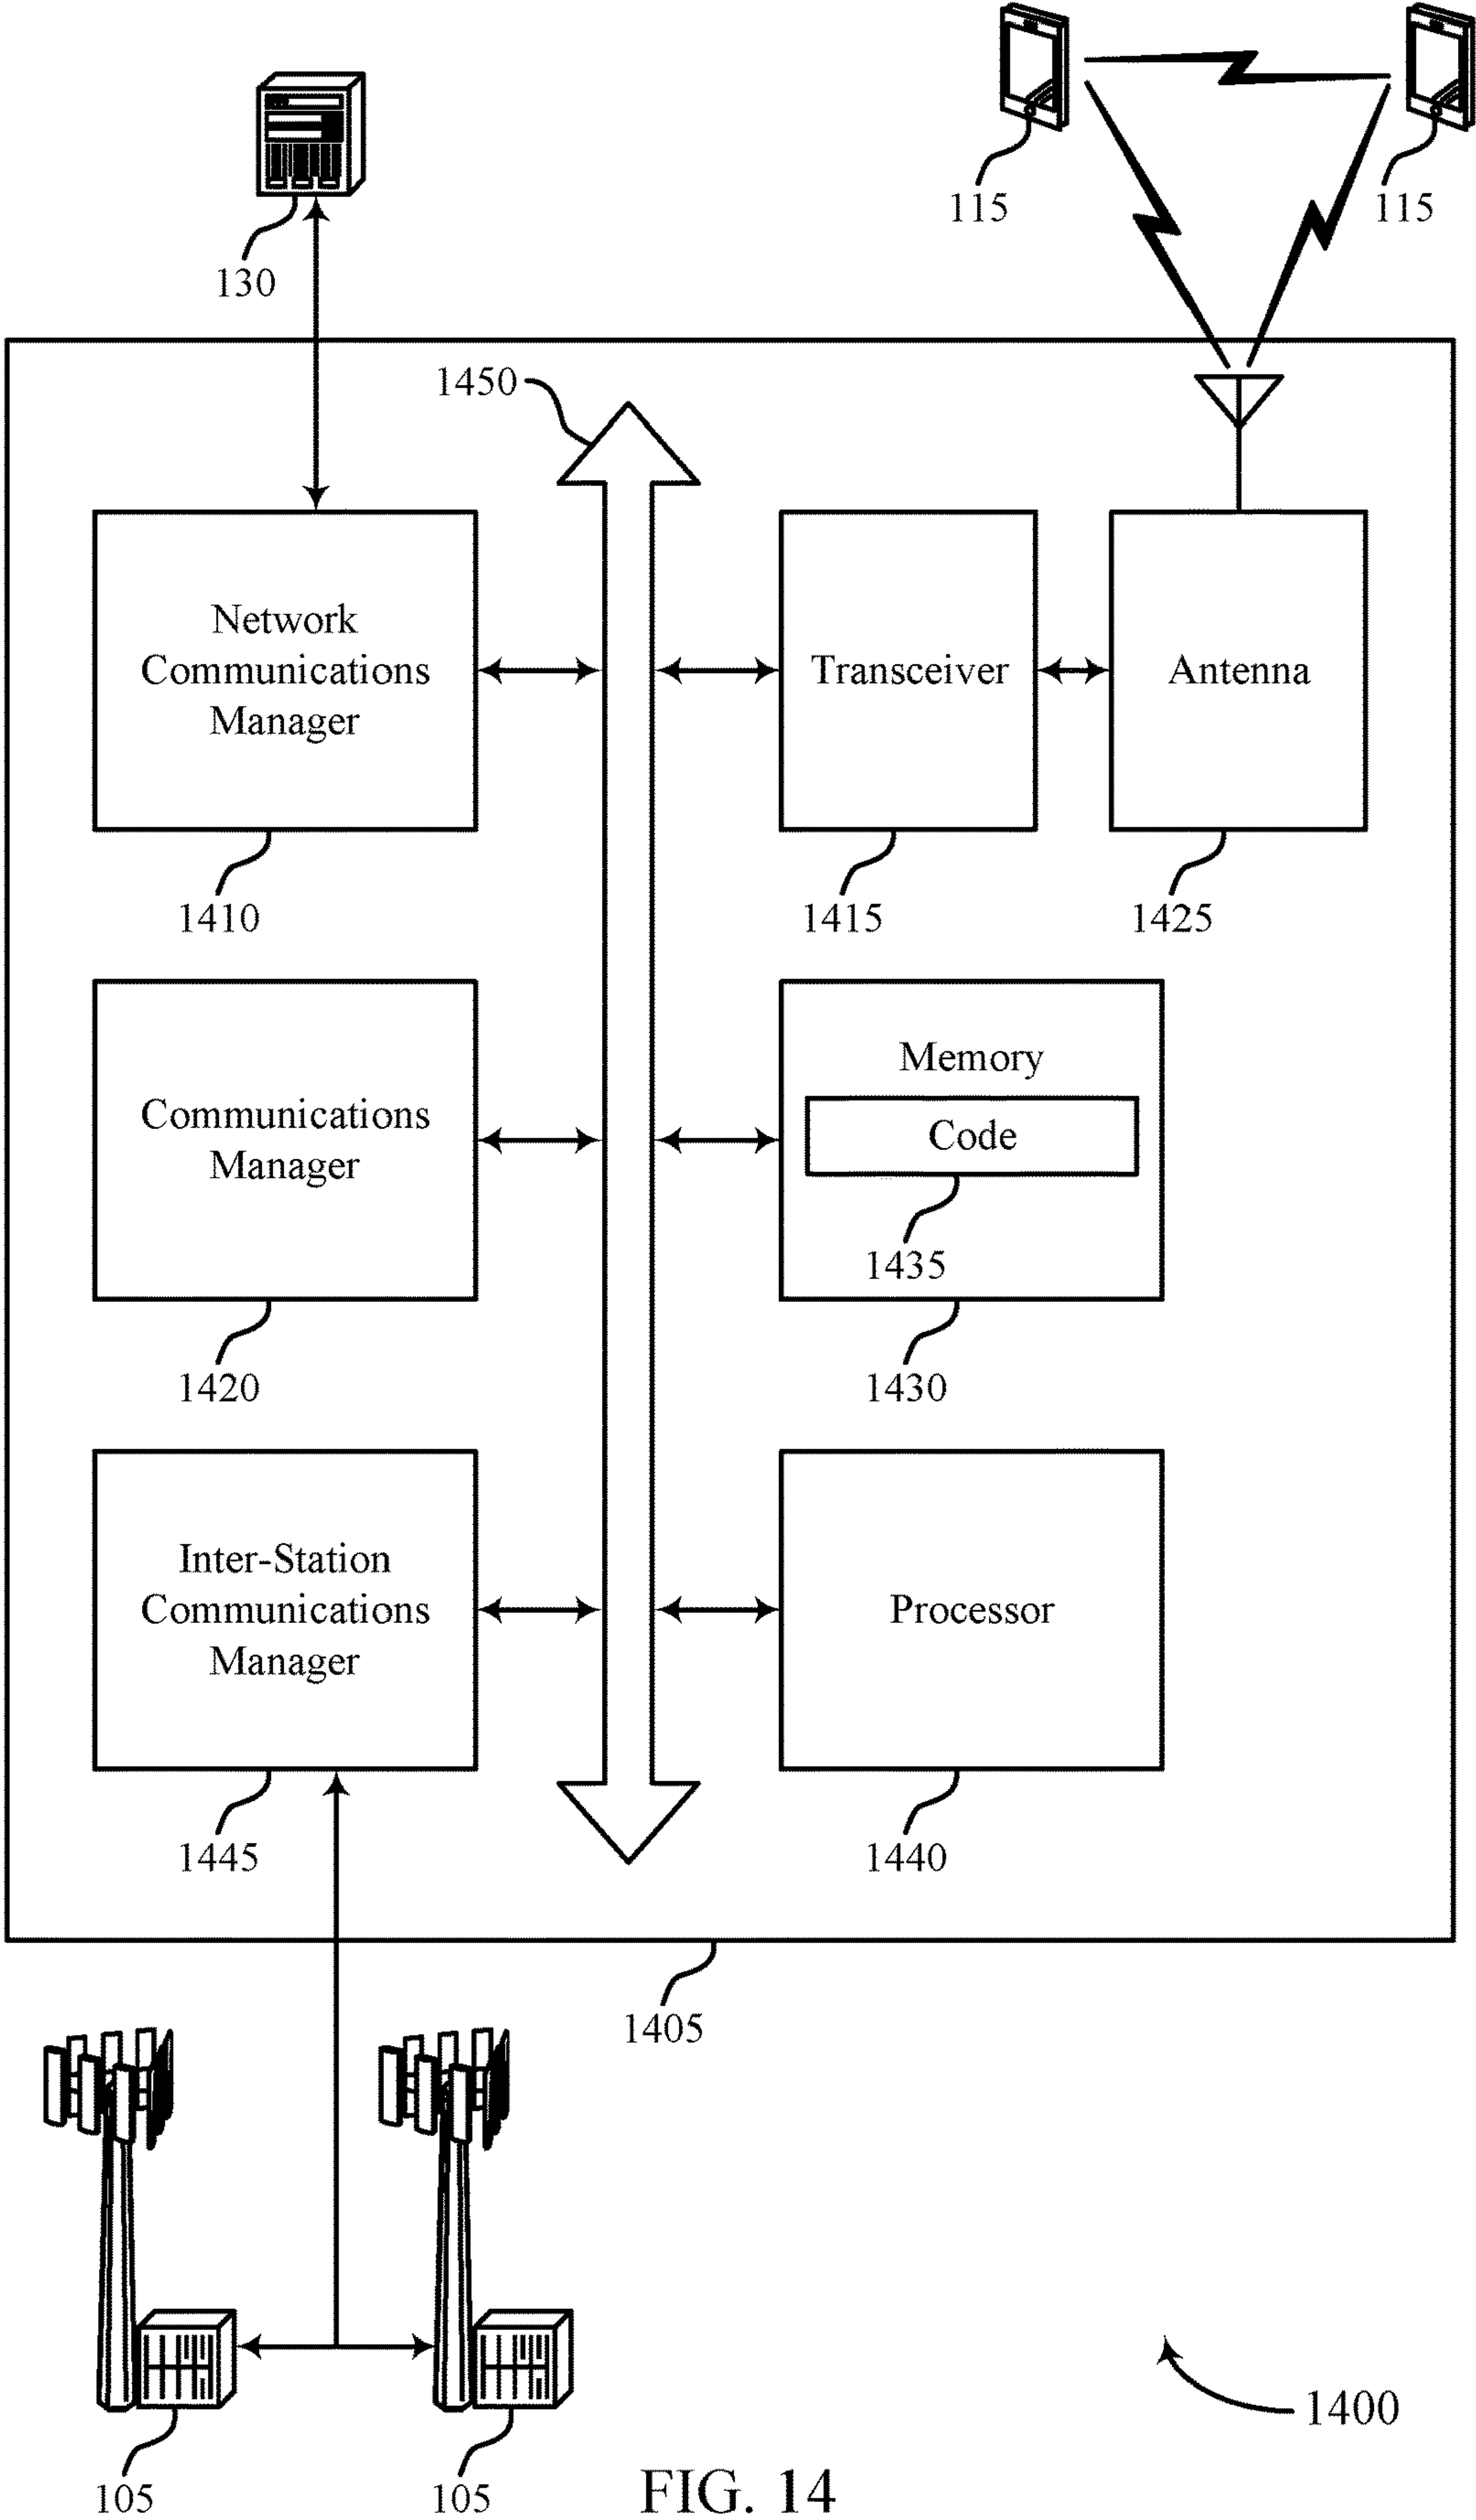 115
115
130
1450
Network
Communications
Manager
Transceiver
Antenna
1410
1415
1425
Communications
Manager
Memory
Code
1435
1420
1430
Inter-Station
Communications
Manager
Processor
1445
1440
1405
1400
105
105
FIG. 14